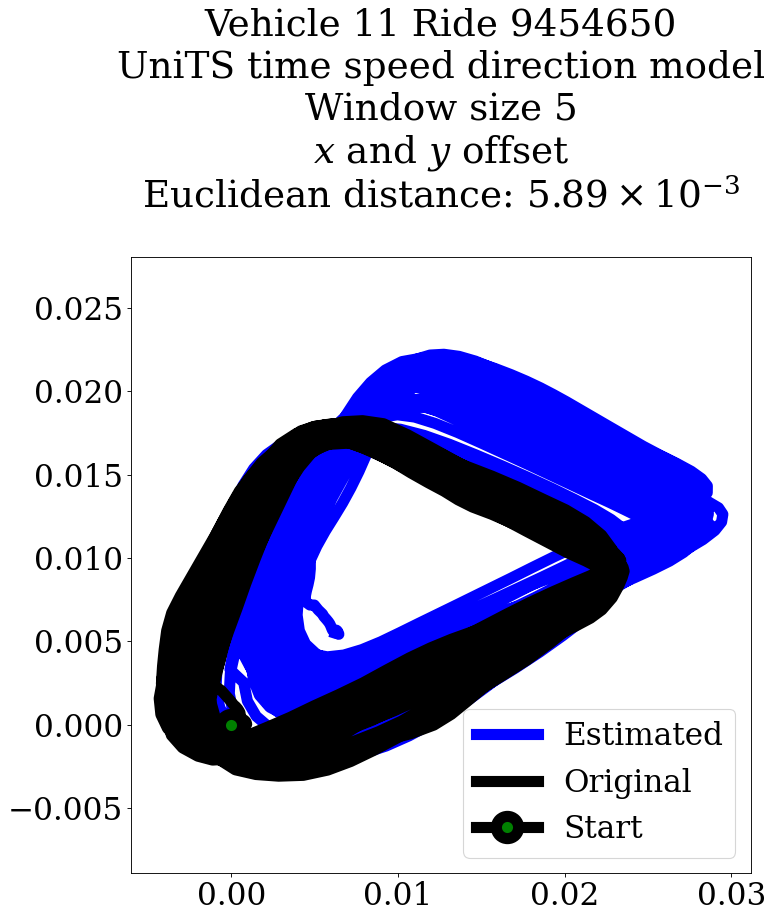 Vehicle 11 Ride 9454650
UniTS time speed direction model
Window size 5
x and y offset
Euclidean distance: 5.89 × 10⁻³
0.025
0.020
0.015
0.010
0.005
0.000
−0.005
Estimated
Original
Start
0.00 0.01 0.02 0.03